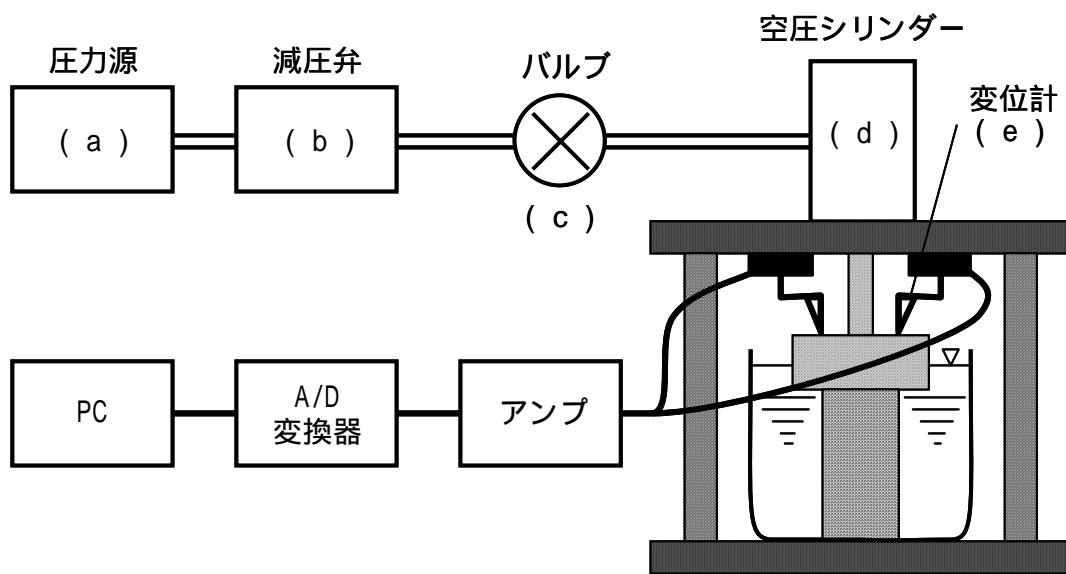 空圧シリンダー
圧力源
減圧弁
バルブ
変位計
( a )
( b )
( c )
( d )
( e )
PC
A/D
変換器
アンプ